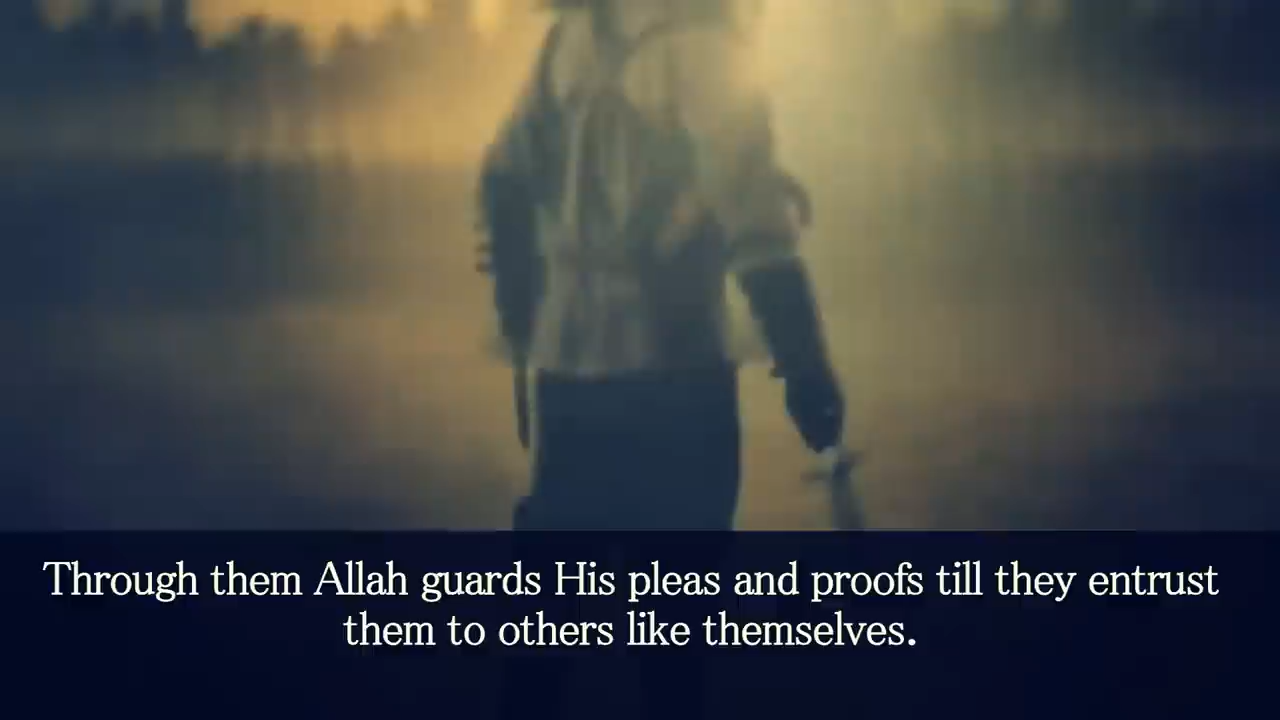 Through them Allah guards His pleas and proofs till they entrust
them to others like themselves.